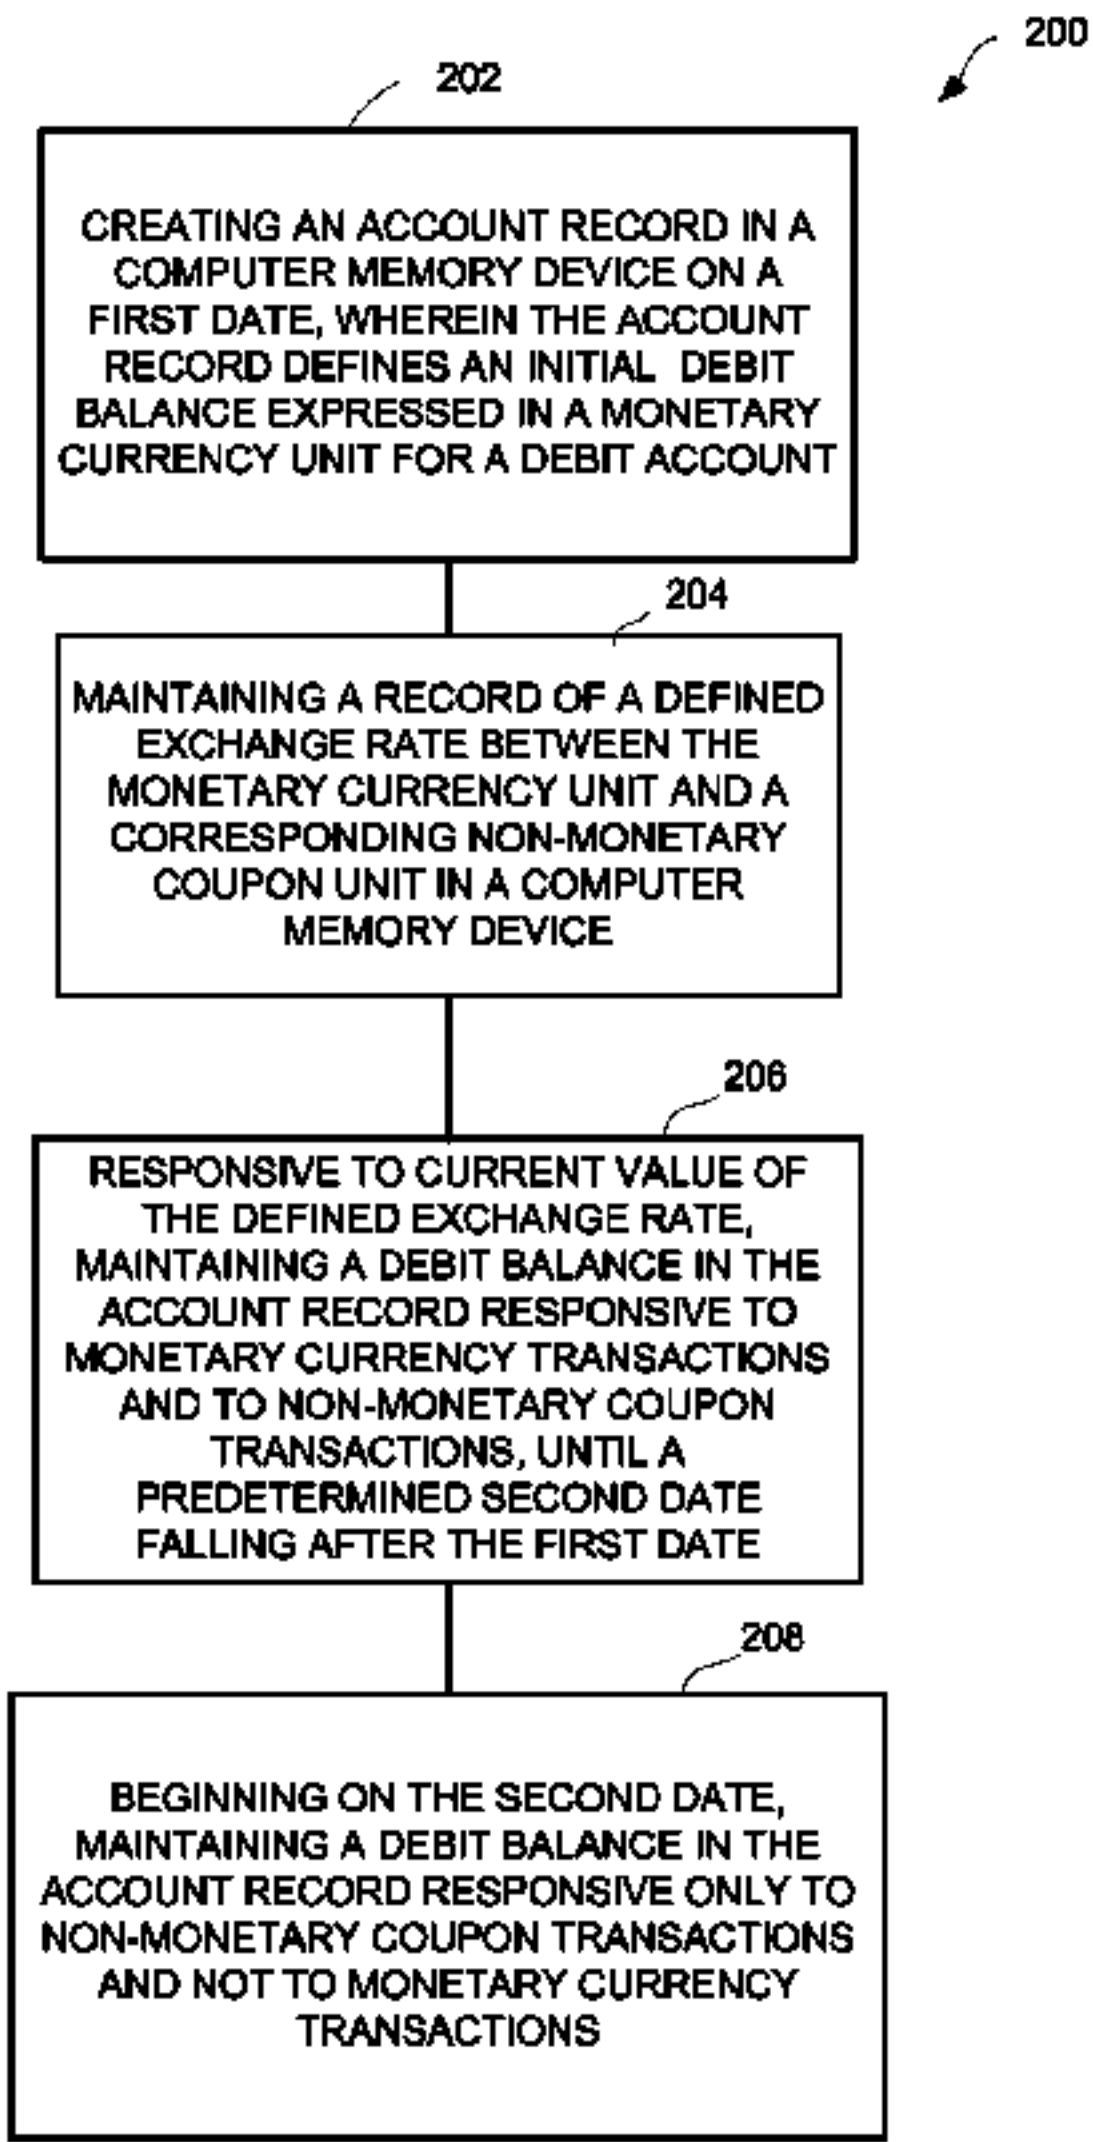 200
202
CREATING AN ACCOUNT RECORD IN A
COMPUTER MEMORY DEVICE ON A
FIRST DATE, WHEREIN THE ACCOUNT
RECORD DEFINES AN INITIAL DEBIT
BALANCE EXPRESSED IN A MONETARY
CURRENCY UNIT FOR A DEBIT ACCOUNT
204
MAINTAINING A RECORD OF A DEFINED
EXCHANGE RATE BETWEEN THE
MONETARY CURRENCY UNIT AND A
CORRESPONDING NON-MONETARY
COUPON UNIT IN A COMPUTER
MEMORY DEVICE
206
RESPONSIVE TO CURRENT VALUE OF
THE DEFINED EXCHANGE RATE,
MAINTAINING A DEBIT BALANCE IN THE
ACCOUNT RECORD RESPONSIVE TO
MONETARY CURRENCY TRANSACTIONS
AND TO NON-MONETARY COUPON
TRANSACTIONS, UNTIL A
PREDETERMINED SECOND DATE
FALLING AFTER THE FIRST DATE
208
BEGINNING ON THE SECOND DATE,
MAINTAINING A DEBIT BALANCE IN THE
ACCOUNT RECORD RESPONSIVE ONLY TO
NON-MONETARY COUPON TRANSACTIONS
AND NOT TO MONETARY CURRENCY
TRANSACTIONS